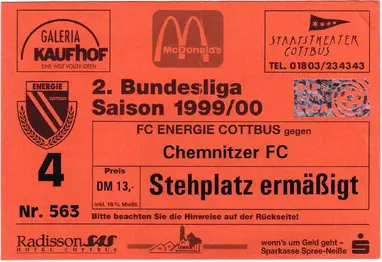 GALERIA
KAUFHOF
EINE WELT VOLLER IDEEN
M
McDonald's
STAATSTHEATER
COTTBUS
TEL. 01803/234343
ENERGIE
COTTBUS
2. Bundesliga
Saison 1999/00
FC ENERGIE COTTBUS gegen
Chemnitzer FC
4
Preis
DM 13,-
inkl. 16 % MwSt.
Stehplatz ermäßigt
Nr. 563
Bitte beachten Sie die Hinweise auf der Rückseite!
Radisson SAS
HOTEL COTTBUS
wenn's um Geld geht –
Sparkasse Spree-Neiße